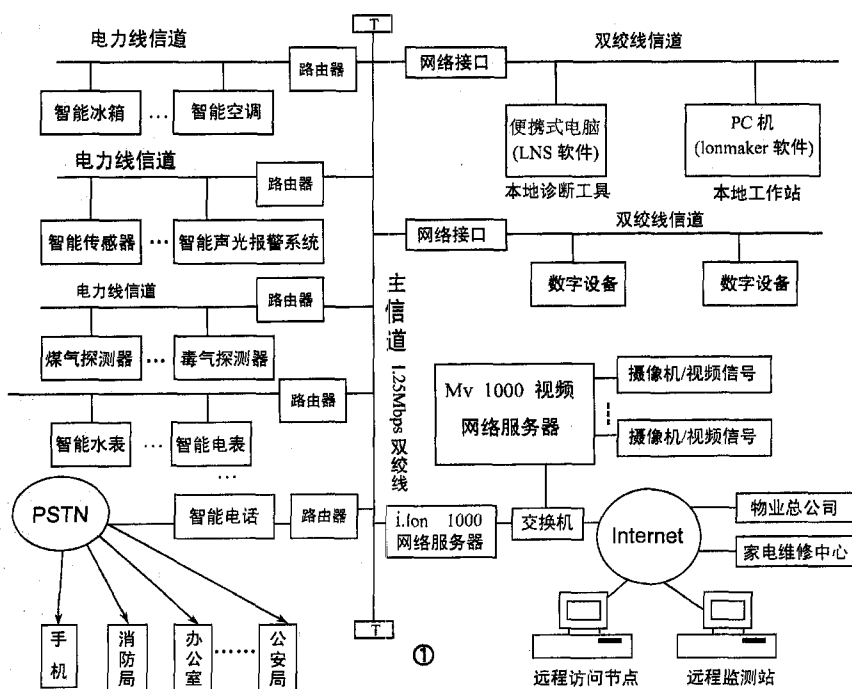 T
电力线信道
路由器
网络接口
双绞线信道
智能冰箱
…
智能空调
便携式电脑
(LNS 软件)
PC 机
(lonmaker 软件)
本地诊断工具
本地工作站
电力线信道
路由器
智能传感器
…
智能声光报警系统
网络接口
双绞线信道
数字设备
数字设备
电力线信道
路由器
煤气探测器
…
毒气探测器
主信道 1.25Mbps 双绞线
Mv 1000 视频
网络服务器
摄像机/视频信号
摄像机/视频信号
路由器
智能水表
…
智能电表
…
PSTN
智能电话
路由器
i.lon 1000
网络服务器
交换机
Internet
物业总公司
家电维修中心
手机
消防局
办公室
……
公安局
T
①
远程访问节点
远程监测站